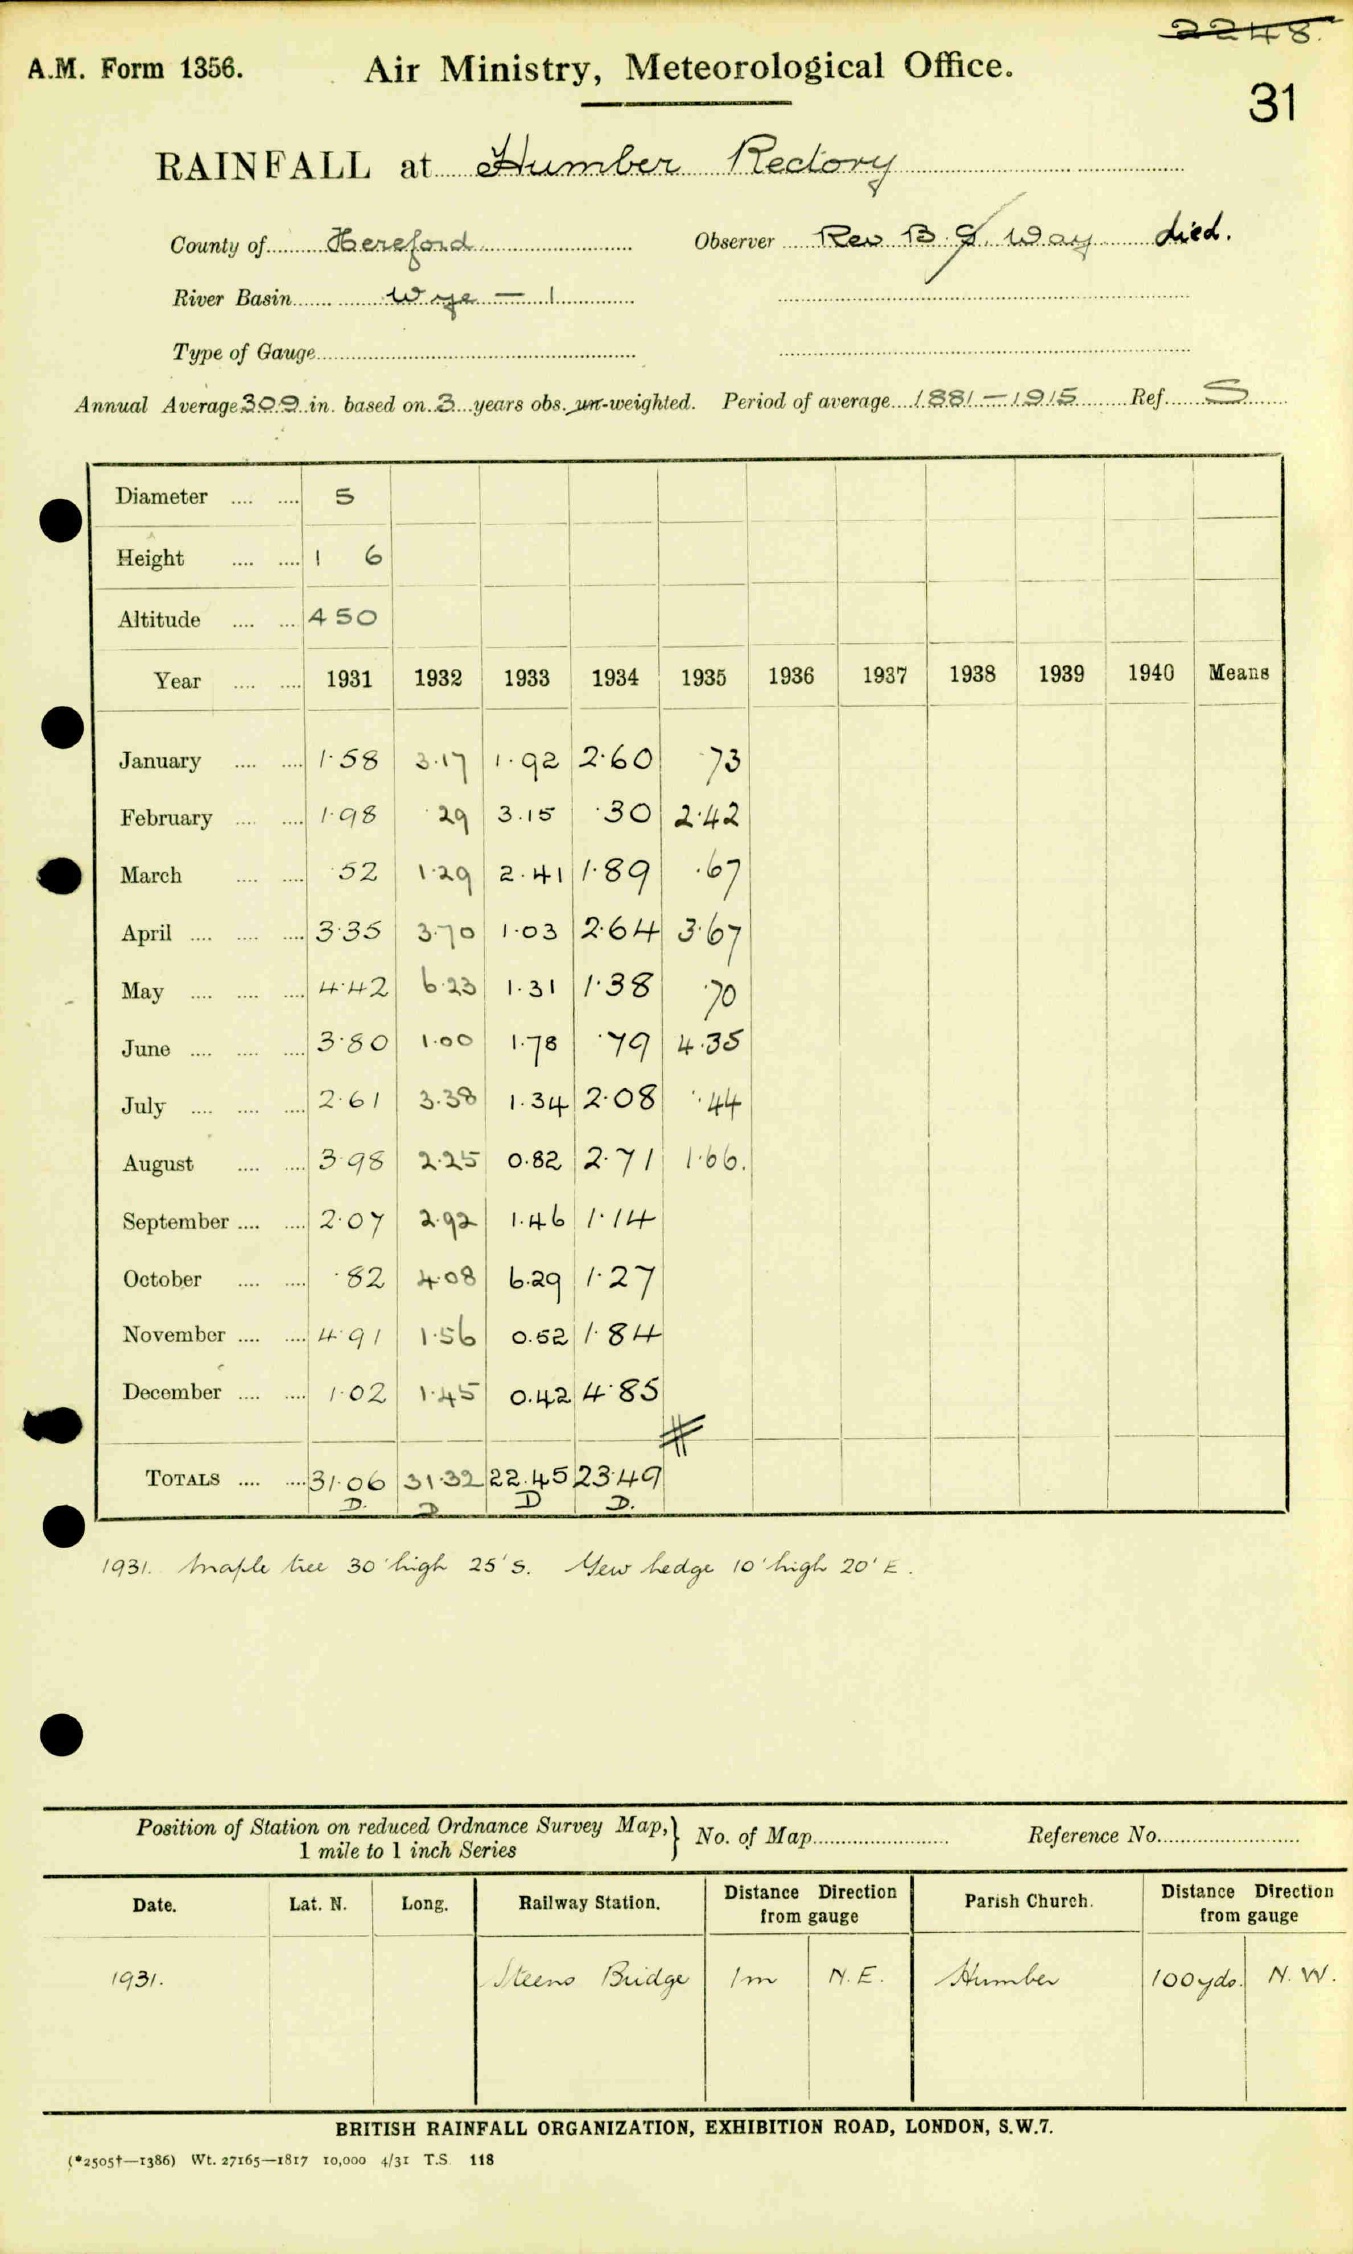 2248.
A.M. Form 1356. Air Ministry, Meteorological Office.
31
RAINFALL at Humber Rectory
County of Hereford Observer Rev B. G. Way died.
River Basin Wye — 1
Type of Gauge
Annual Average 30.9 in. based on 3 years obs. un-weighted. Period of average 1881—1915 Ref. S
Diameter .... .... 5
Height .... .... 1 6
Altitude .... .... 450
Year .... .... 1931 1932 1933 1934 1935 1936 1937 1938 1939 1940 Means
January .... .... 1.58 3.17 1.92 2.60 .73
February .... .... 1.98 .29 3.15 .30 2.42
March .... .... .52 1.29 2.41 1.89 .67
April .... .... .... 3.35 3.70 1.03 2.64 3.67
May .... .... .... 4.42 6.23 1.31 1.38 .70
June .... .... .... 3.80 1.00 1.78 .79 4.35
July .... .... .... 2.61 3.38 1.34 2.08 .44
August .... .... 3.98 2.25 0.82 2.71 1.66.
September .... .... 2.07 2.92 1.46 1.14
October .... .... .82 4.08 6.29 1.27
November .... .... 4.91 1.56 0.52 1.84
December .... .... 1.02 1.45 0.42 4.85
TOTALS .... .... 31.06 31.32 22.45 23.49
D. D D D.
1931. Maple tree 30' high 25' S. Yew hedge 10' high 20' E.
Position of Station on reduced Ordnance Survey Map, 1 mile to 1 inch Series } No. of Map Reference No.
Date. Lat. N. Long. Railway Station. Distance Direction from gauge Parish Church. Distance Direction from gauge
1931. Steens Bridge 1m N.E. Humber 100yds. N.W.
BRITISH RAINFALL ORGANIZATION, EXHIBITION ROAD, LONDON, S.W.7.
(*2505†—1386) Wt. 27165—1817 10,000 4/31 T.S. 118